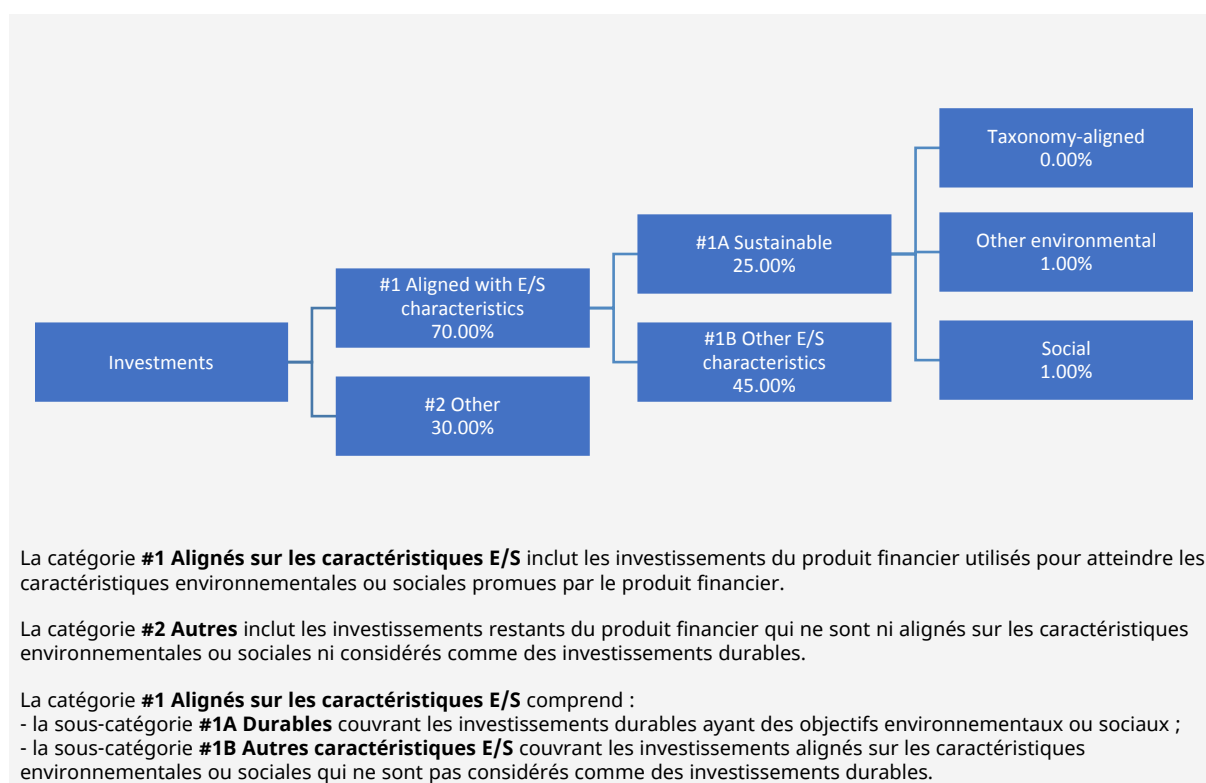 Investments
#1 Aligned with E/S
characteristics
70.00%
#2 Other
30.00%
#1A Sustainable
25.00%
#1B Other E/S
characteristics
45.00%
Taxonomy-aligned
0.00%
Other environmental
1.00%
Social
1.00%
La catégorie #1 Alignés sur les caractéristiques E/S inclut les investissements du produit financier utilisés pour atteindre les
caractéristiques environnementales ou sociales promues par le produit financier.
La catégorie #2 Autres inclut les investissements restants du produit financier qui ne sont ni alignés sur les caractéristiques
environnementales ou sociales ni considérés comme des investissements durables.
La catégorie #1 Alignés sur les caractéristiques E/S comprend :
- la sous-catégorie #1A Durables couvrant les investissements durables ayant des objectifs environnementaux ou sociaux ;
- la sous-catégorie #1B Autres caractéristiques E/S couvrant les investissements alignés sur les caractéristiques
environnementales ou sociales qui ne sont pas considérés comme des investissements durables.